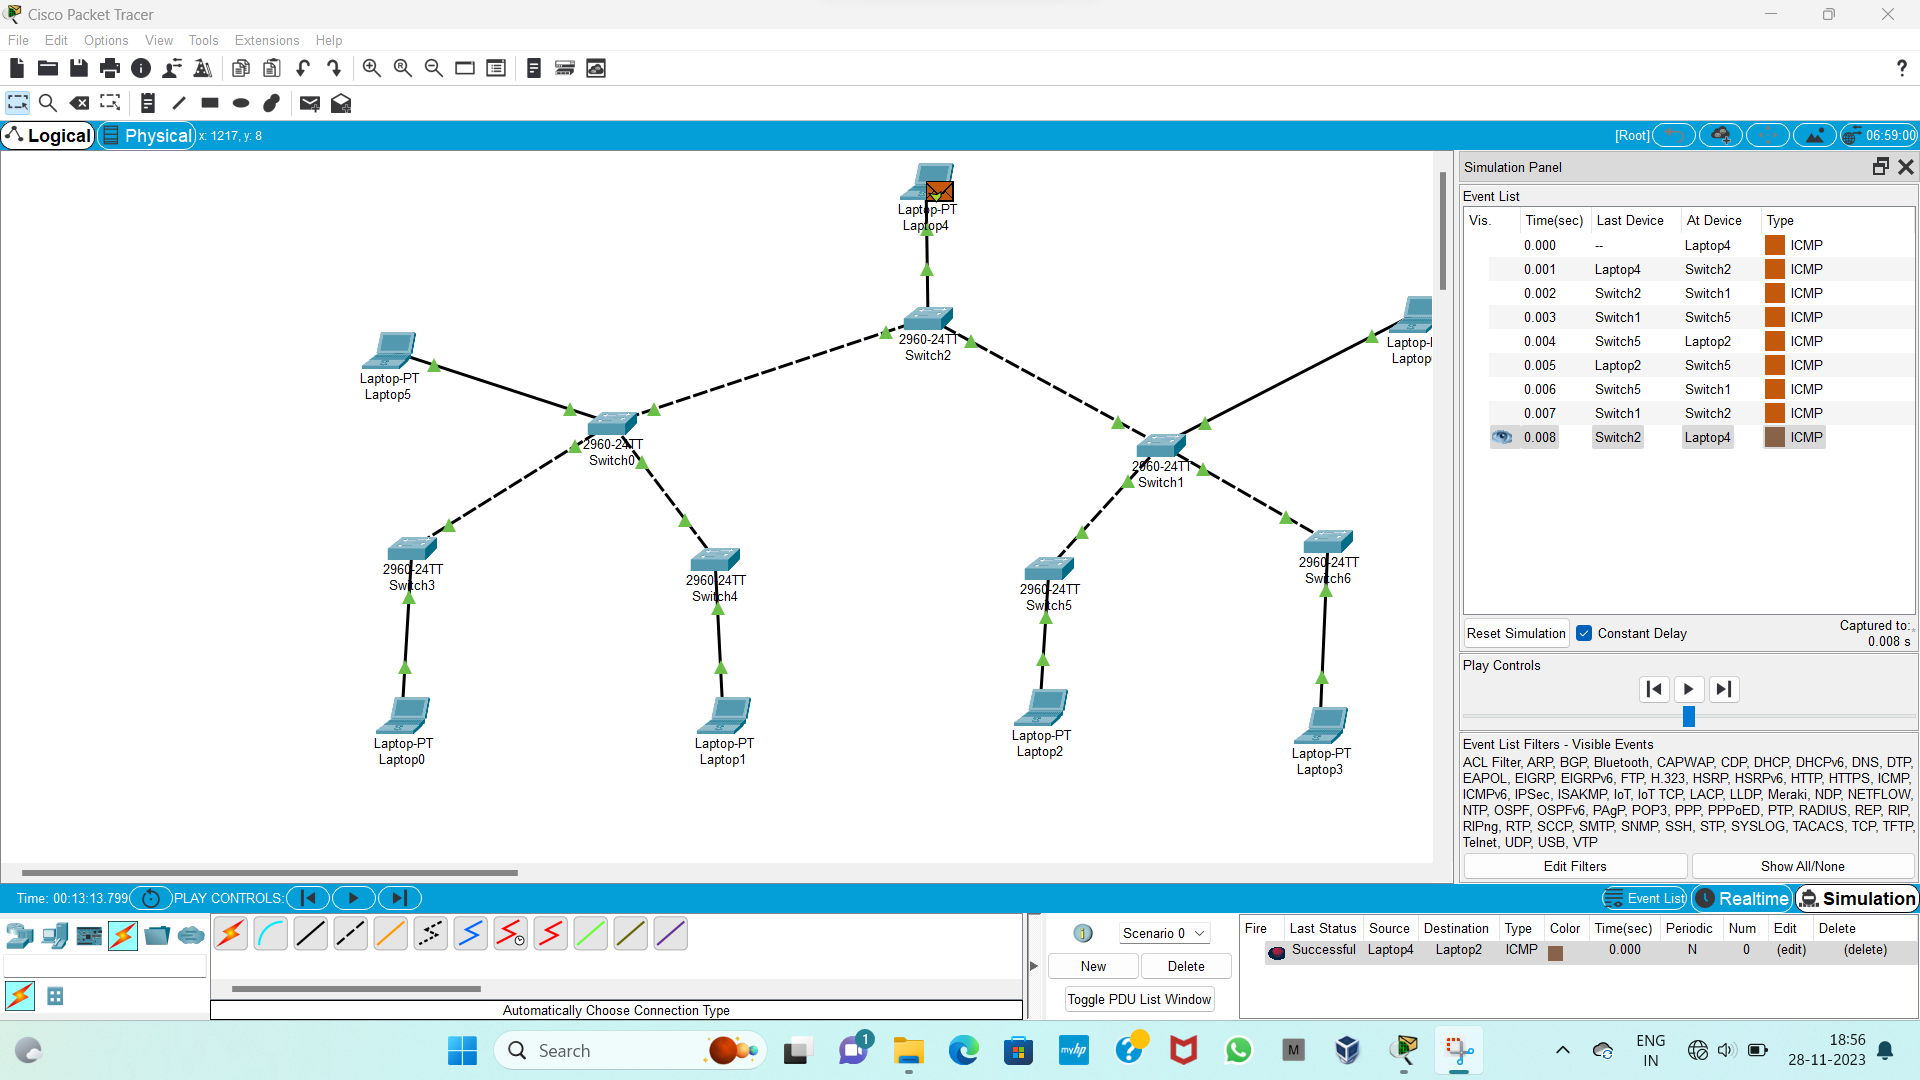 Cisco Packet Tracer
File Edit Options View Tools Extensions Help
?
Logical Physical x: 1217, y: 8 [Root] 06:59:00
Simulation Panel
Event List
Vis. Time(sec) Last Device At Device Type
0.000 -- Laptop4 ICMP
0.001 Laptop4 Switch2 ICMP
0.002 Switch2 Switch1 ICMP
0.003 Switch1 Switch5 ICMP
0.004 Switch5 Laptop2 ICMP
0.005 Laptop2 Switch5 ICMP
0.006 Switch5 Switch1 ICMP
0.007 Switch1 Switch2 ICMP
0.008 Switch2 Laptop4 ICMP
Laptop-PT
Laptop4
2960-24TT
Switch2
Laptop-PT
Laptop5
Laptop-
Laptop
2960-24TT
Switch0
2960-24TT
Switch1
2960-24TT
Switch3
2960-24TT
Switch4
2960-24TT
Switch5
2960-24TT
Switch6
Laptop-PT
Laptop0
Laptop-PT
Laptop1
Laptop-PT
Laptop2
Laptop-PT
Laptop3
Reset Simulation Constant Delay Captured to:
0.008 s
Play Controls
Event List Filters - Visible Events
ACL Filter, ARP, BGP, Bluetooth, CAPWAP, CDP, DHCP, DHCPv6, DNS, DTP,
EAPOL, EIGRP, EIGRPv6, FTP, H.323, HSRP, HSRPv6, HTTP, HTTPS, ICMP,
ICMPv6, IPSec, ISAKMP, IoT, IoT TCP, LACP, LLDP, Meraki, NDP, NETFLOW,
NTP, OSPF, OSPFv6, PAgP, POP3, PPP, PPPoED, PTP, RADIUS, REP, RIP,
RIPng, RTP, SCCP, SMTP, SNMP, SSH, STP, SYSLOG, TACACS, TCP, TFTP,
Telnet, UDP, USB, VTP
Edit Filters Show All/None
Time: 00:13:13.799 PLAY CONTROLS: Event List Realtime Simulation
Automatically Choose Connection Type
1 Scenario 0
New Delete
Toggle PDU List Window
Fire Last Status Source Destination Type Color Time(sec) Periodic Num Edit Delete
Successful Laptop4 Laptop2 ICMP 0.000 N 0 (edit) (delete)
Search 1 myhp ? M ENG 18:56
IN 28-11-2023